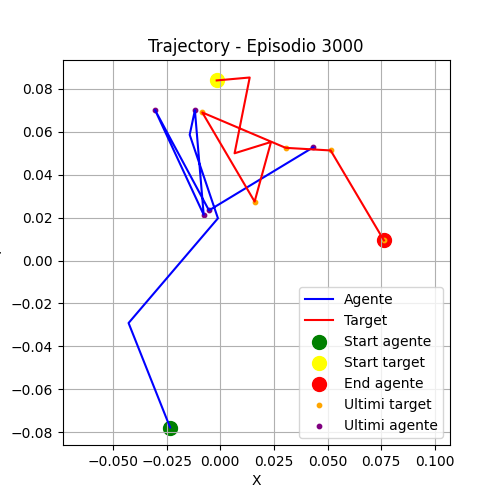 Trajectory - Episodio 3000
0.08
0.06
0.04
0.02
0.00
−0.02
−0.04
−0.06
−0.08
Agente
Target
Start agente
Start target
End agente
Ultimi target
Ultimi agente
−0.050 −0.025 0.000 0.025 0.050 0.075 0.100
X